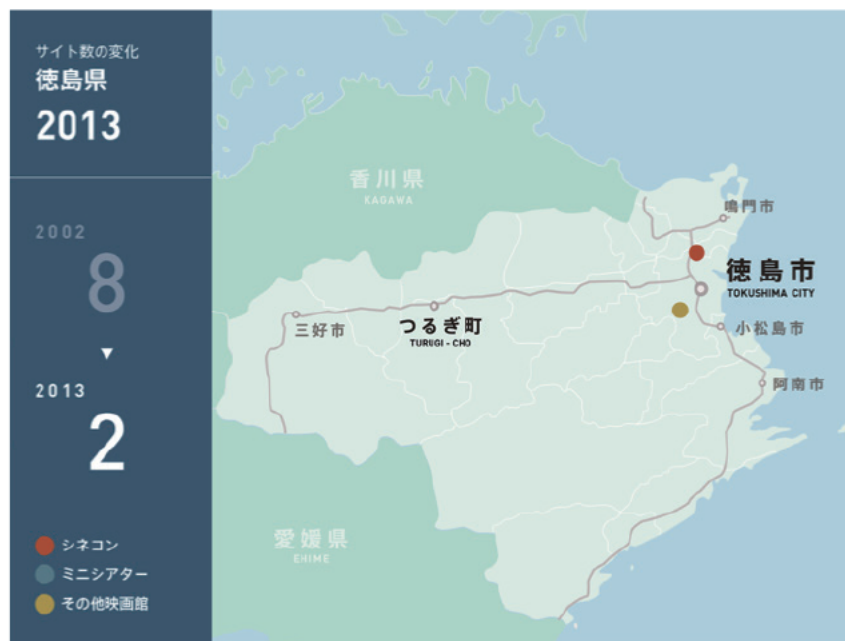 サイト数の変化
徳島県
2013
2002
8
▼
2013
2
シネコン
ミニシアター
その他映画館
香川県
KAGAWA
鳴門市
徳島市
TOKUSHIMA CITY
つるぎ町
TURUGI - CHO
三好市
小松島市
阿南市
愛媛県
EHIME